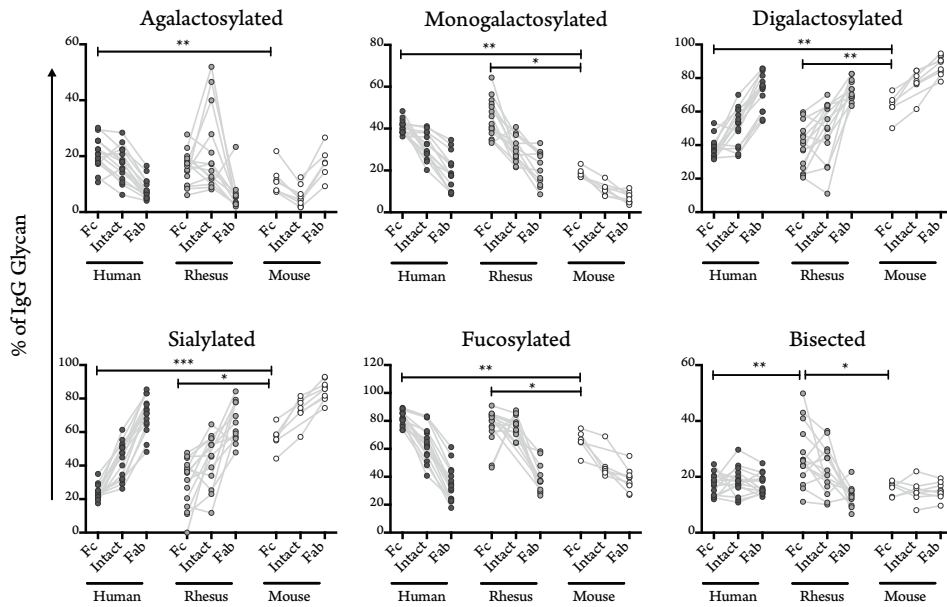 Agalactosylated
Monogalactosylated
Digalactosylated
60
40
20
0
**
Fc Intact Fab Fc Intact Fab Fc Intact Fab
Human Rhesus Mouse
80
60
40
20
0
**
*
Fc Intact Fab Fc Intact Fab Fc Intact Fab
Human Rhesus Mouse
100
80
60
40
20
0
**
**
Fc Intact Fab Fc Intact Fab Fc Intact Fab
Human Rhesus Mouse
% of IgG Glycan
Sialylated
Fucosylated
Bisected
100
80
60
40
20
0
***
*
Fc Intact Fab Fc Intact Fab Fc Intact Fab
Human Rhesus Mouse
120
100
80
60
40
20
0
**
*
Fc Intact Fab Fc Intact Fab Fc Intact Fab
Human Rhesus Mouse
60
40
20
0
** *
Fc Intact Fab Fc Intact Fab Fc Intact Fab
Human Rhesus Mouse